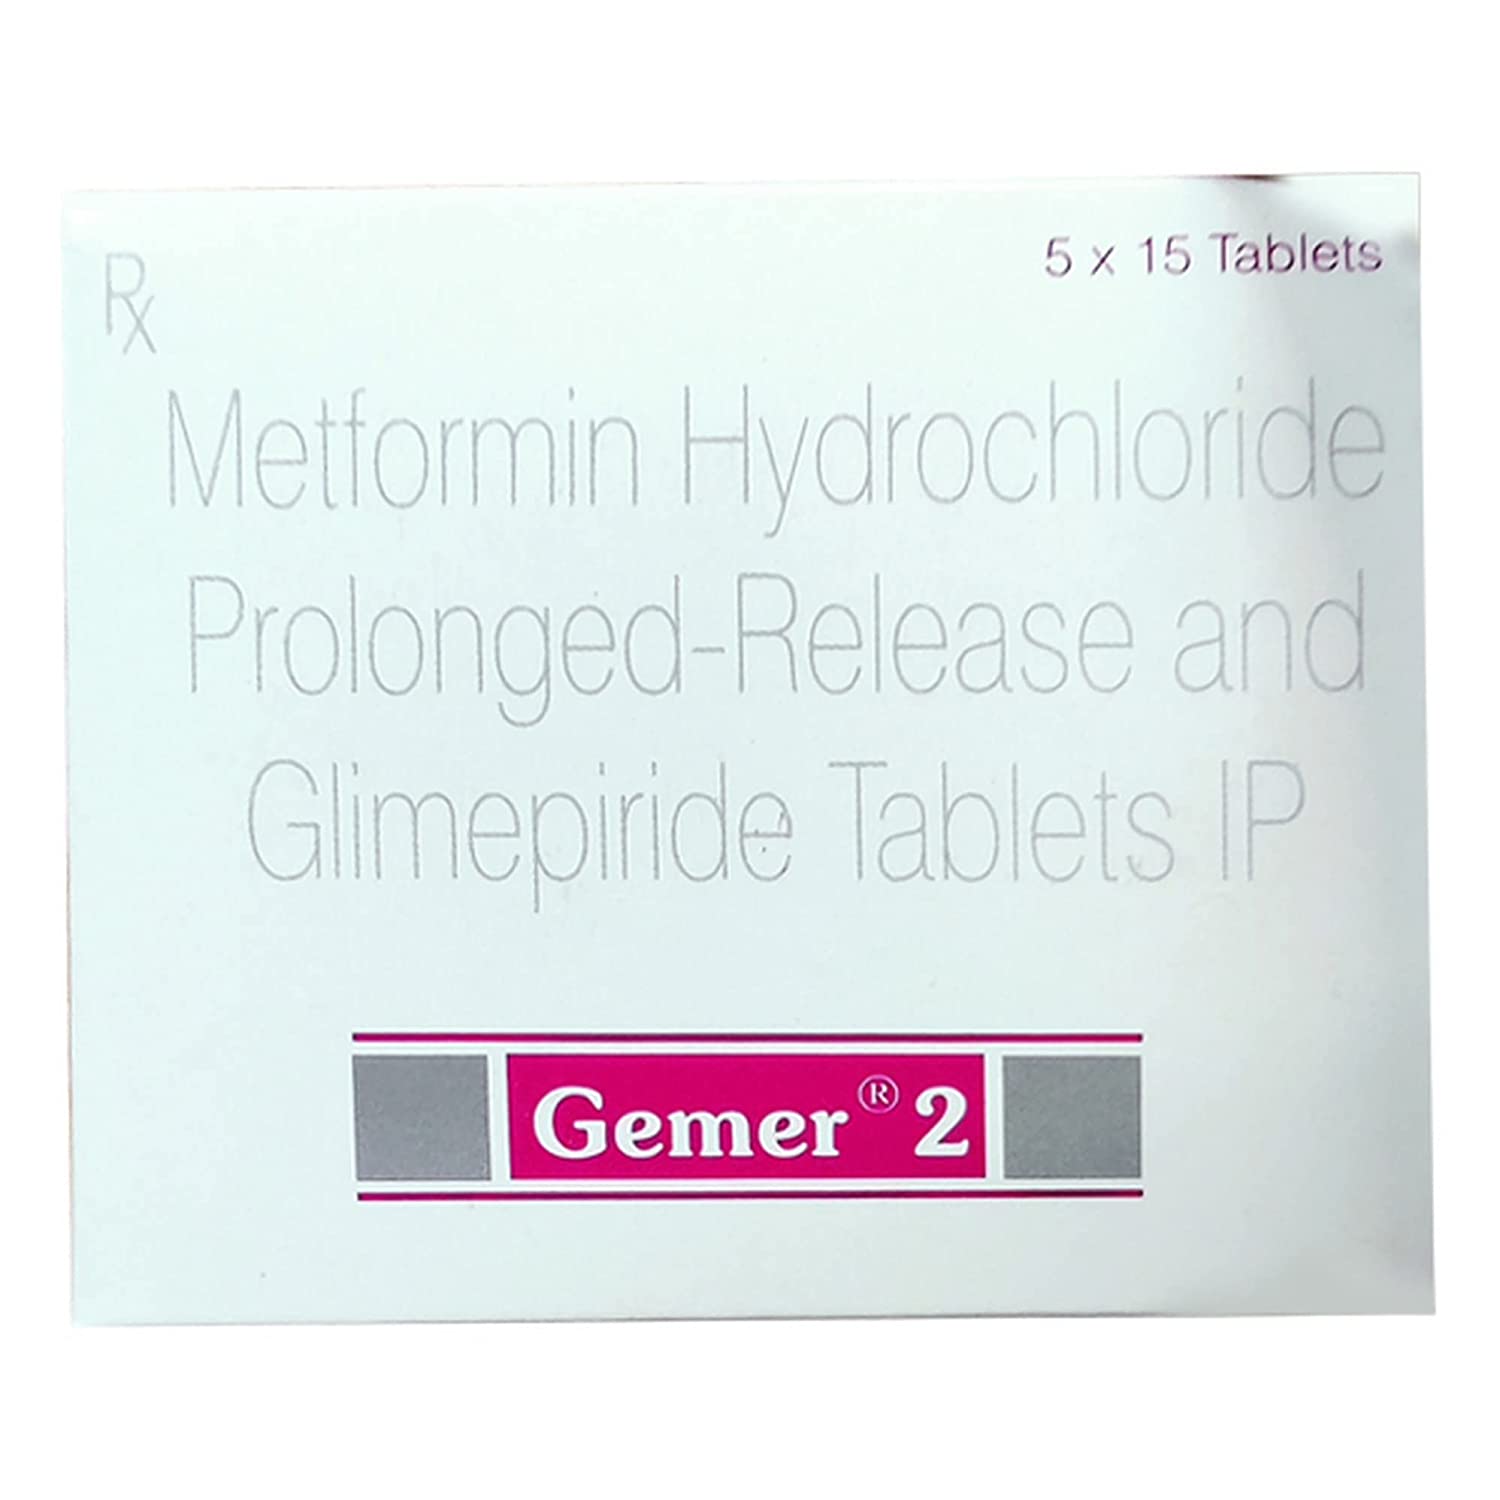 Rx
5 x 15 Tablets
Metformin Hydrochloride
Prolonged-Release and
Glimepiride Tablets IP
Gemer® 2